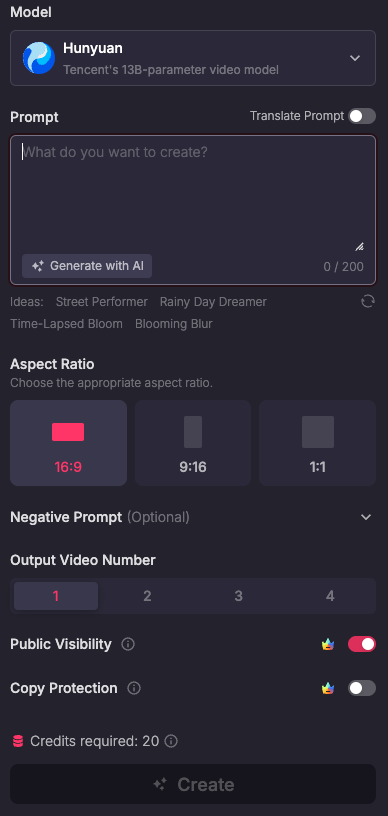 Model
Hunyuan
Tencent's 13B-parameter video model
Prompt
Translate Prompt
What do you want to create?
Generate with AI
0 / 200
Ideas: Street Performer Rainy Day Dreamer
Time-Lapsed Bloom Blooming Blur
Aspect Ratio
Choose the appropriate aspect ratio.
16:9 9:16 1:1
Negative Prompt (Optional)
Output Video Number
1 2 3 4
Public Visibility
Copy Protection
Credits required: 20
Create